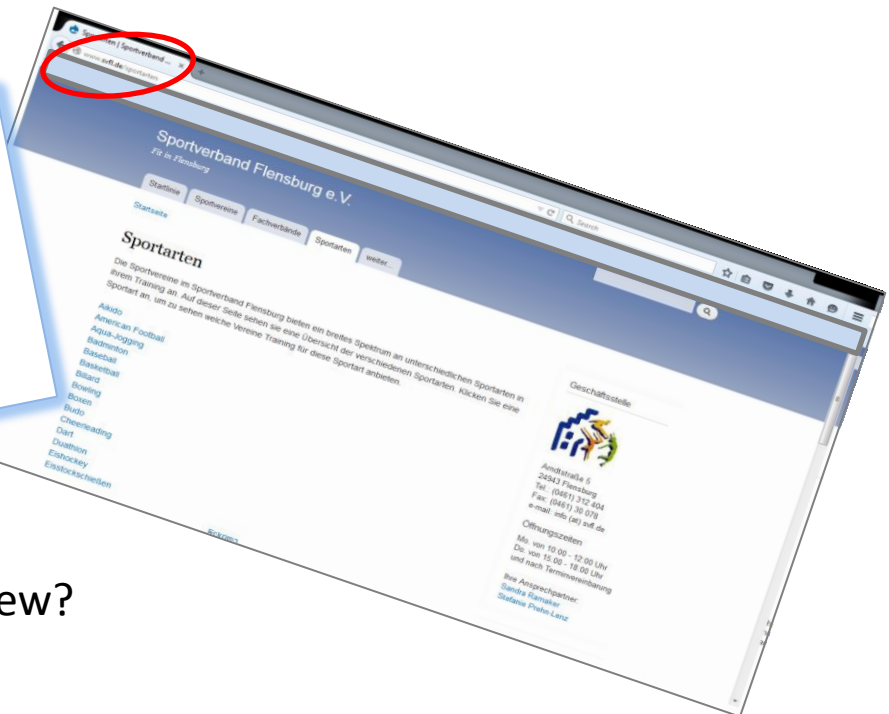 Sportarten | Sportverband ...
www.svfl.de/sportarten
Search
Sportverband Flensburg e.V.
Fit in Flensburg
Startlinie
Sportvereine
Fachverbände
Sportarten
weiter...
Startseite
Sportarten
Die Sportvereine im Sportverband Flensburg bieten ein breites Spektrum an unterschiedlichen Sportarten in
ihrem Training an. Auf dieser Seite sehen sie eine Übersicht der verschiedenen Sportarten. Klicken Sie eine
Sportart an, um zu sehen welche Vereine Training für diese Sportart anbieten.
Aikido
American Football
Aqua-Jogging
Badminton
Baseball
Basketball
Billard
Bowling
Boxen
Budo
Cheerleading
Dart
Duathlon
Eishockey
Eisstockschießen
Geschäftsstelle
Arndtstraße 5
24943 Flensburg
Tel.: (0461) 312 404
Fax: (0461) 30 078
e-mail: info (at) svfl.de
Öffnungszeiten
Mo. von 10:00 - 12:00 Uhr
Do. von 15:00 - 18:00 Uhr
und nach Terminvereinbarung
Ihre Ansprechpartner:
Sandra Ramaker
Stefanie Prehn-Lenz
ew?